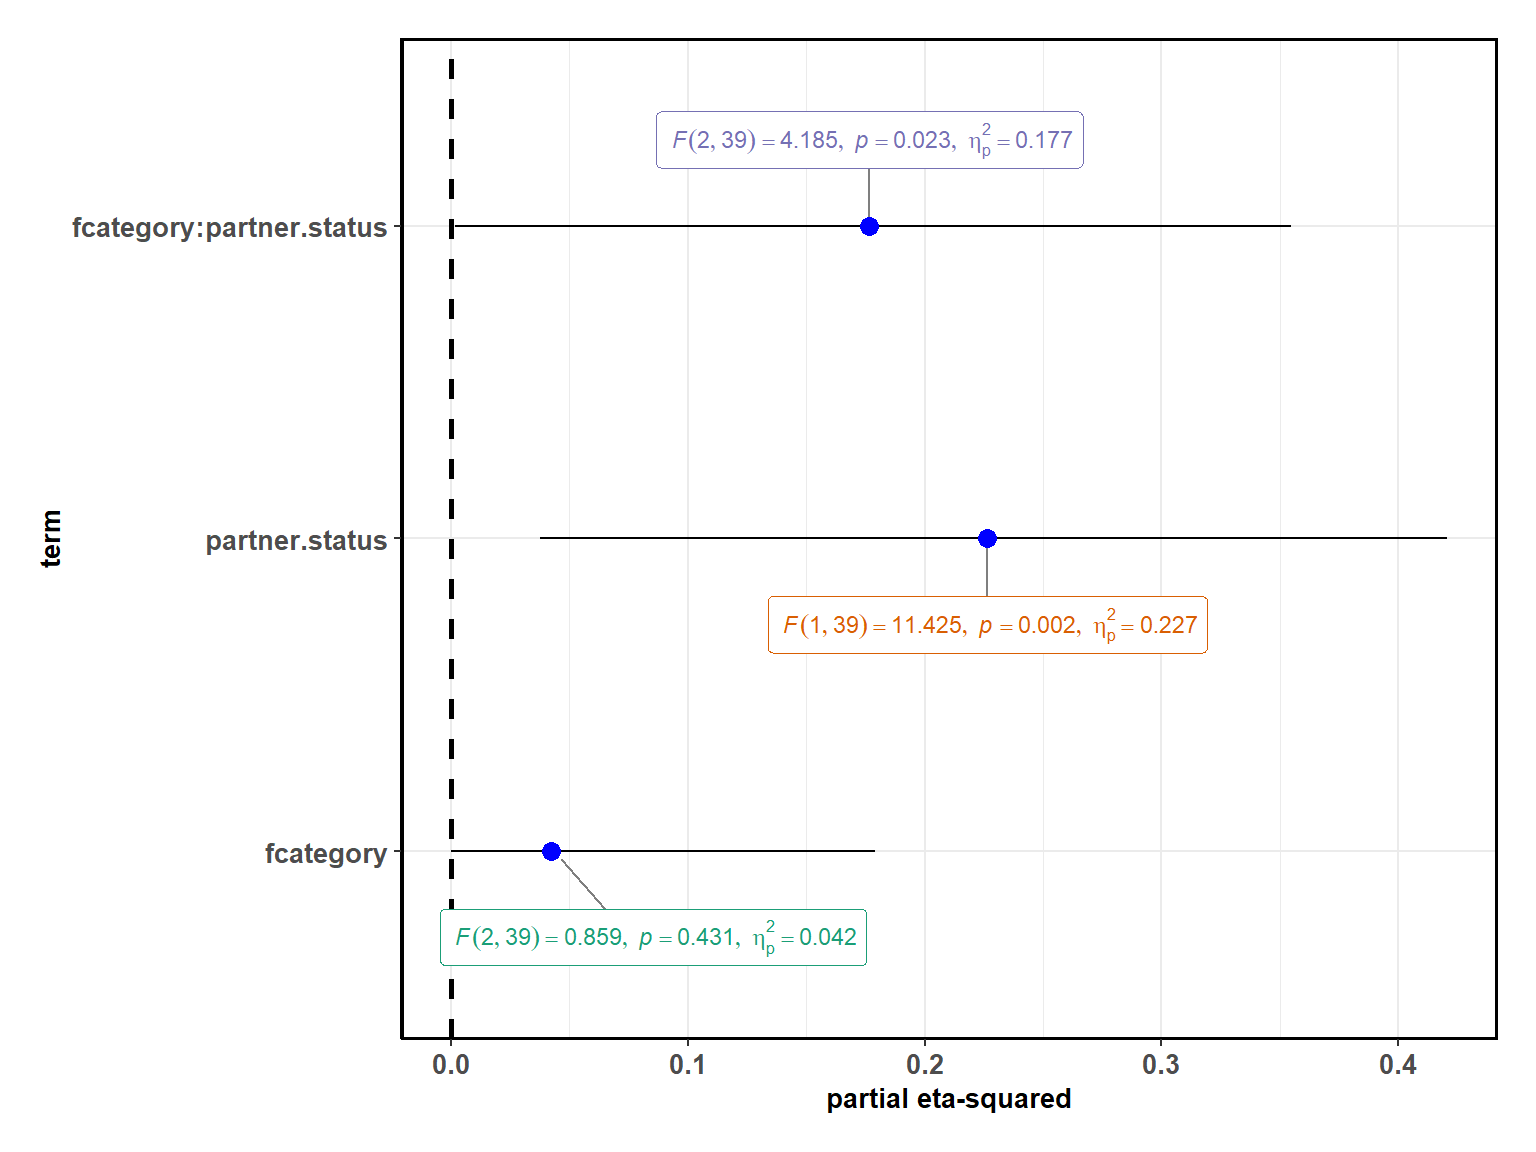 F(2, 39) = 4.185, p = 0.023, η²ₚ = 0.177
fcategory:partner.status
partner.status
F(1, 39) = 11.425, p = 0.002, η²ₚ = 0.227
term
fcategory
F(2, 39) = 0.859, p = 0.431, η²ₚ = 0.042
0.0 0.1 0.2 0.3 0.4
partial eta-squared